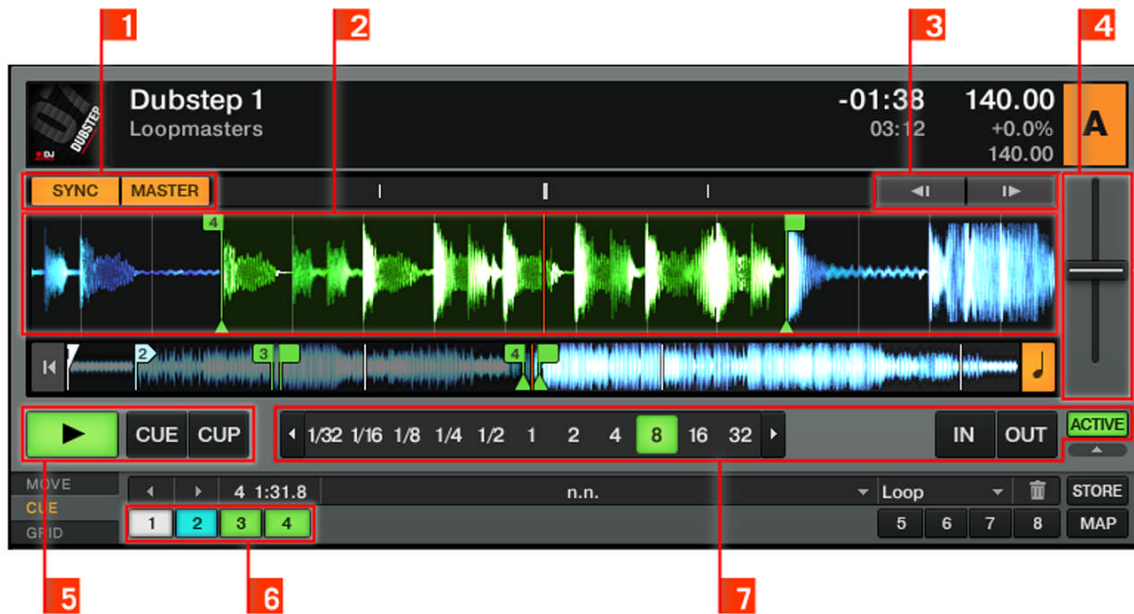 1 2 3 4
Dubstep 1
Loopmasters
-01:38 140.00
03:12 +0.0%
140.00
A
DUBSTEP
DJ
SYNC MASTER
4
2 3 4
1/32 1/16 1/8 1/4 1/2 1 2 4 8 16 32
CUE CUP
IN OUT
ACTIVE
MOVE
CUE
GRID
4 1:31.8 n.n. Loop STORE
1 2 3 4 5 6 7 8 MAP
5 6 7